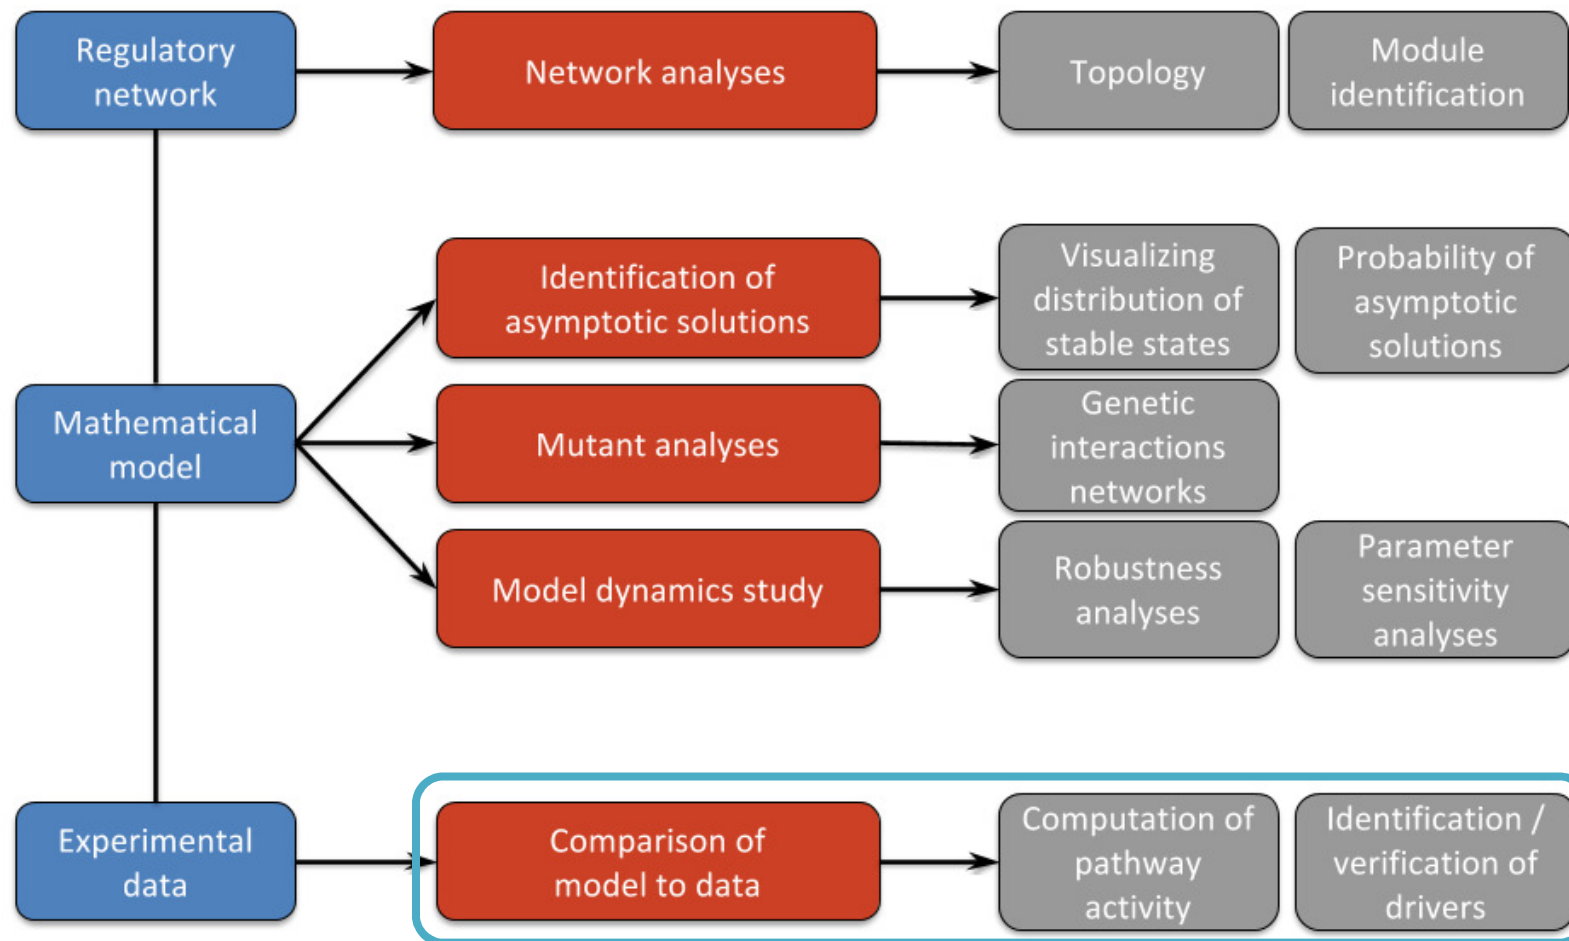 Regulatory
network
Network analyses
Topology
Module
identification
Identification of
asymptotic solutions
Visualizing
distribution of
stable states
Probability of
asymptotic
solutions
Mathematical
model
Mutant analyses
Genetic
interactions
networks
Model dynamics study
Robustness
analyses
Parameter
sensitivity
analyses
Experimental
data
Comparison of
model to data
Computation of
pathway
activity
Identification /
verification of
drivers